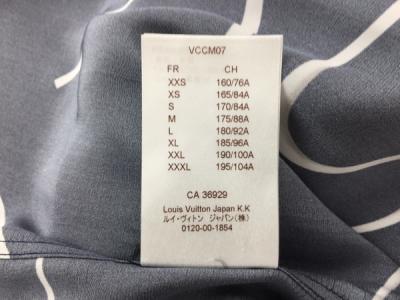 VCCM07
FR CH
XXS 160/76A
XS 165/84A
S 170/84A
M 175/88A
L 180/92A
XL 185/96A
XXL 190/100A
XXXL 195/104A
CA 36929
Louis Vuitton Japan K.K
ルイ・ヴィトン ジャパン(株)
0120-00-1854